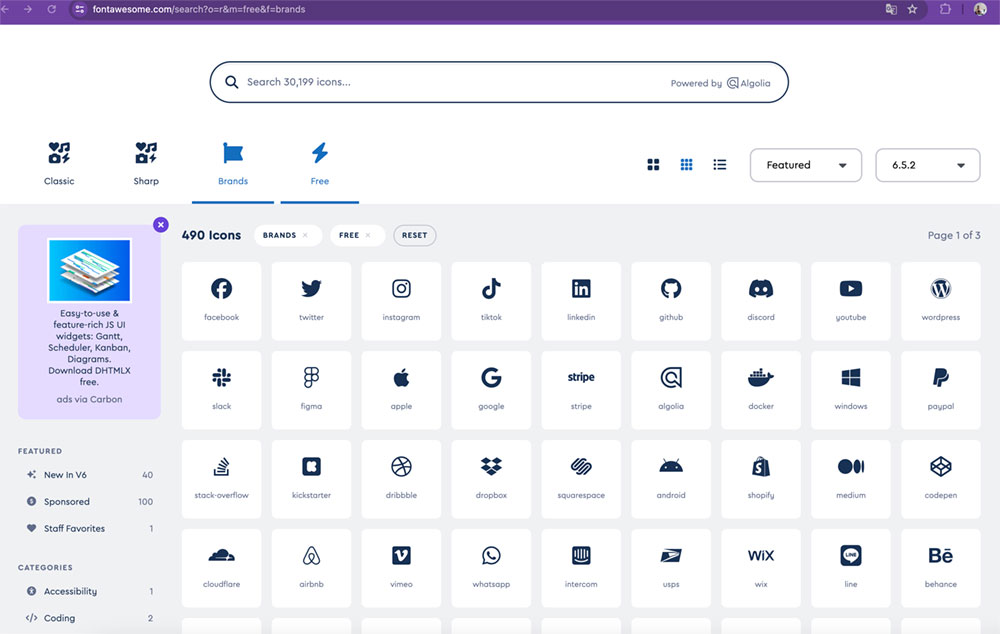 fontawesome.com/search?o=r&m=free&f=brands
Search 30,199 icons...
Powered by Algolia
Classic
Sharp
Brands
Free
Featured
6.5.2
Easy-to-use &
feature-rich JS UI
widgets: Gantt,
Scheduler, Kanban,
Diagrams.
Download DHTMLX
free.
ads via Carbon
FEATURED
New In V6 40
Sponsored 100
Staff Favorites 1
CATEGORIES
Accessibility 1
Coding 2
490 Icons BRANDS × FREE × RESET Page 1 of 3
facebook
twitter
instagram
tiktok
linkedin
github
discord
youtube
wordpress
slack
figma
apple
google
stripe
stripe
algolia
docker
windows
paypal
stack-overflow
kickstarter
dribbble
dropbox
squarespace
android
shopify
medium
codepen
cloudflare
airbnb
vimeo
whatsapp
intercom
usps
WiX
wix
LINE
line
Bē
behance